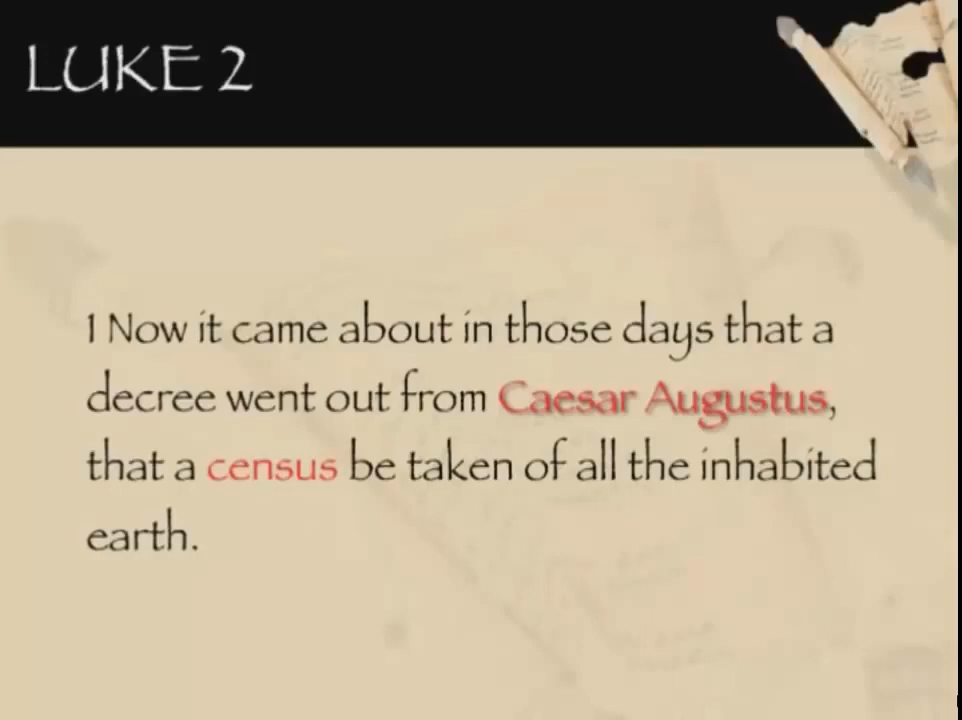 LUKE 2
1 Now it came about in those days that a
decree went out from Caesar Augustus,
that a census be taken of all the inhabited
earth.